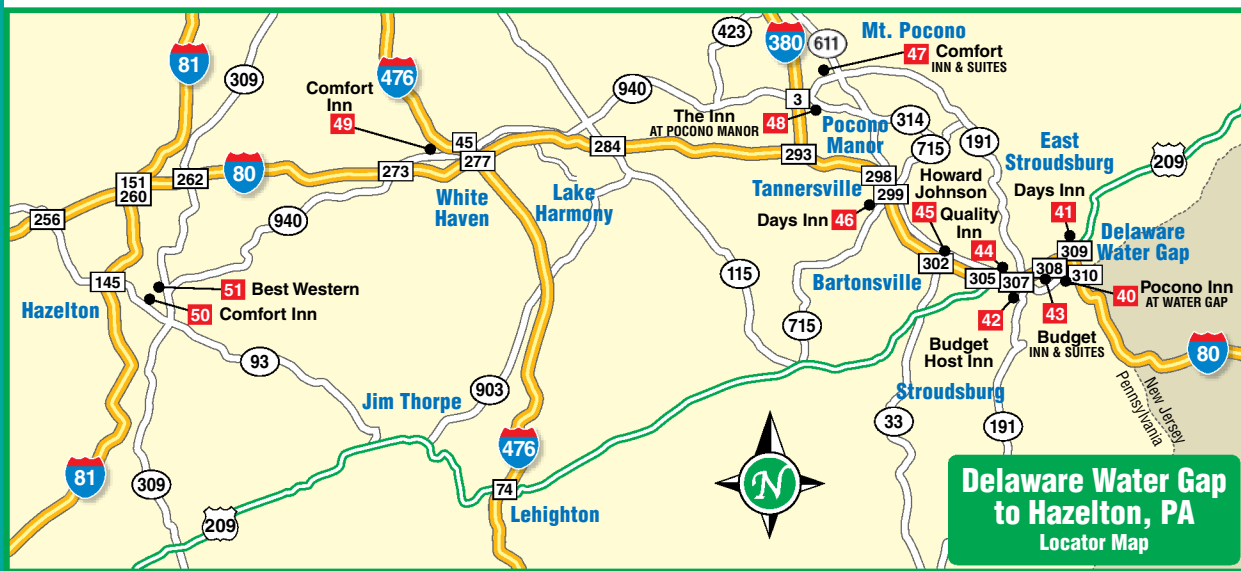 81
309
476
423
380
611
Mt. Pocono
47 Comfort
INN & SUITES
Comfort
Inn
49
940
3
The Inn
AT POCONO MANOR
48
Pocono
Manor
314
715
191
East
Stroudsburg
209
45
277
284
293
298
299
Tannersville
Howard
Johnson
45
Quality
Inn
44
Days Inn
41
151
260
262
80
273
White
Haven
Lake
Harmony
Days Inn 46
Delaware
Water Gap
256
940
309
308
310
302
305
307
Bartonsville
40 Pocono Inn
AT WATER GAP
145
51 Best Western
50 Comfort Inn
Hazelton
115
715
42
Budget
Host Inn
43
Budget
INN & SUITES
80
93
903
Jim Thorpe
Stroudsburg
33
191
New Jersey
Pennsylvania
81
309
209
476
74
Lehighton
N
Delaware Water Gap
to Hazelton, PA
Locator Map